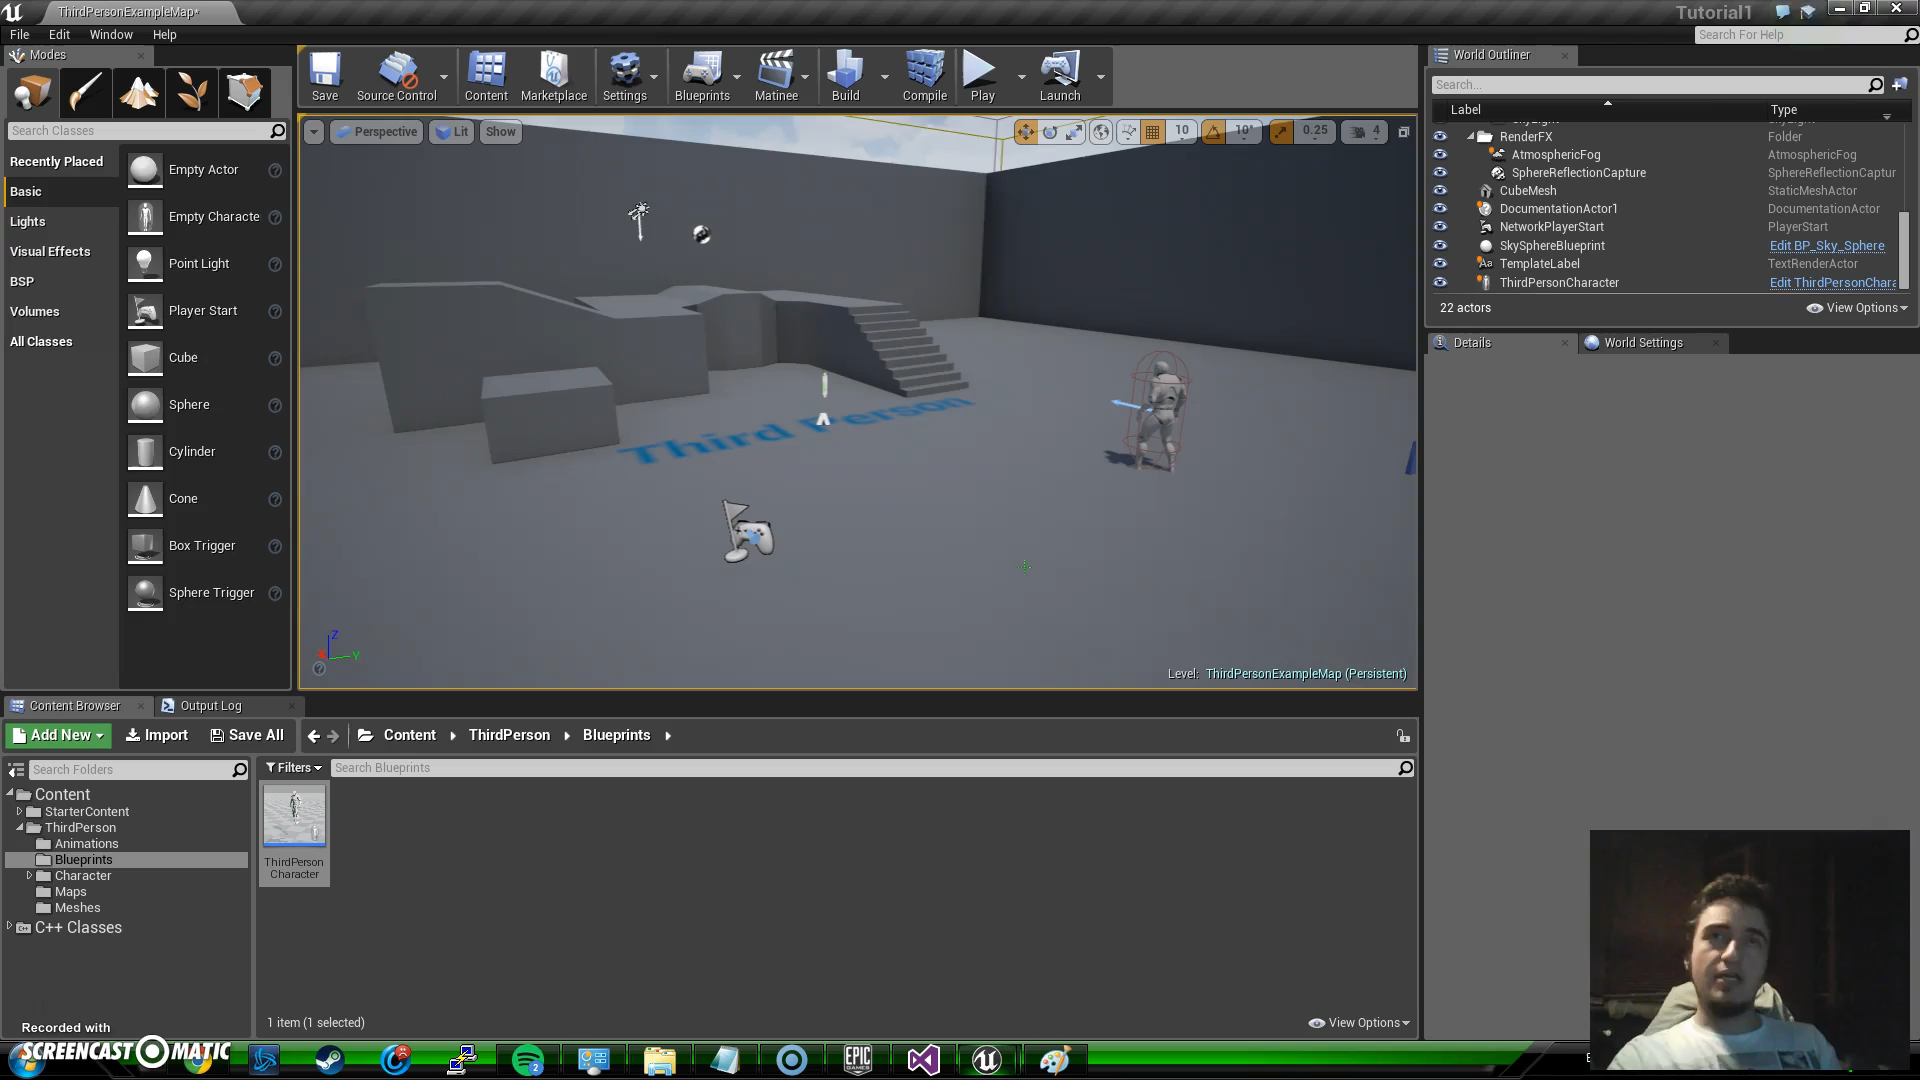 ThirdPersonExampleMap*
Tutorial1
File Edit Window Help
Search For Help
Modes
Search Classes
Recently Placed
Basic
Lights
Visual Effects
BSP
Volumes
All Classes
Empty Actor
Empty Characte
Point Light
Player Start
Cube
Sphere
Cylinder
Cone
Box Trigger
Sphere Trigger
Save
Source Control
Content
Marketplace
Settings
Blueprints
Matinee
Build
Compile
Play
Launch
Perspective
Lit
Show
10
10°
0.25
4
Third Person
Z
X
Y
Level: ThirdPersonExampleMap (Persistent)
World Outliner
Search...
Label Type
RenderFX Folder
AtmosphericFog AtmosphericFog
SphereReflectionCapture SphereReflectionCaptur
CubeMesh StaticMeshActor
DocumentationActor1 DocumentationActor
NetworkPlayerStart PlayerStart
SkySphereBlueprint Edit BP_Sky_Sphere
TemplateLabel TextRenderActor
ThirdPersonCharacter Edit ThirdPersonChara
22 actors
View Options
Details
World Settings
Content Browser
Output Log
Add New
Import
Save All
Content
ThirdPerson
Blueprints
Search Folders
Filters
Search Blueprints
Content
StarterContent
ThirdPerson
Animations
Blueprints
Character
Maps
Meshes
C++ Classes
ThirdPerson
Character
1 item (1 selected)
View Options
Recorded with
SCREENCAST-O-MATIC
2
EPIC
GAMES